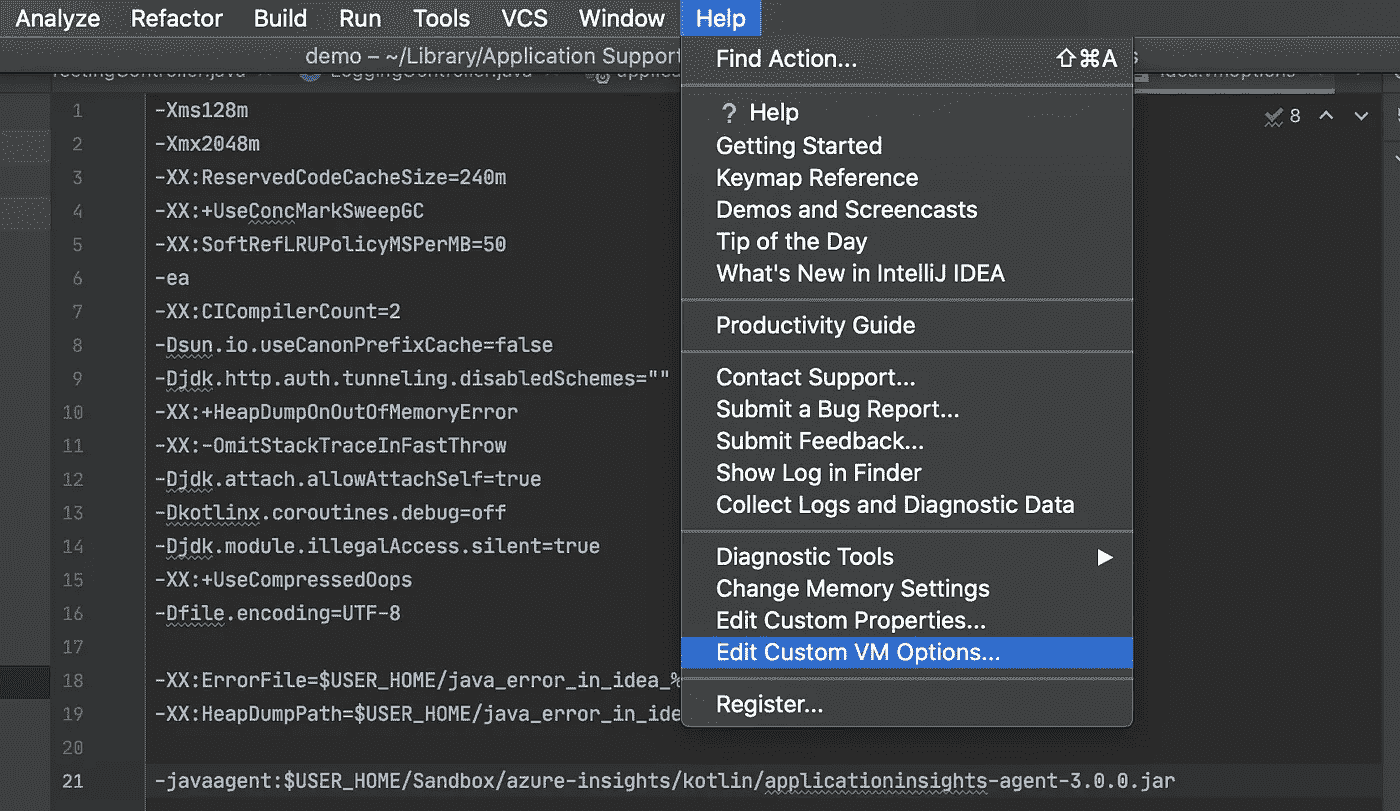 Analyze Refactor Build Run Tools VCS Window Help
demo – ~/Library/Application Support
Find Action... ⇧⌘A
? Help
Getting Started
Keymap Reference
Demos and Screencasts
Tip of the Day
What's New in IntelliJ IDEA
Productivity Guide
Contact Support...
Submit a Bug Report...
Submit Feedback...
Show Log in Finder
Collect Logs and Diagnostic Data
Diagnostic Tools ▶
Change Memory Settings
Edit Custom Properties...
Edit Custom VM Options...
Register...
8
1 -Xms128m
2 -Xmx2048m
3 -XX:ReservedCodeCacheSize=240m
4 -XX:+UseConcMarkSweepGC
5 -XX:SoftRefLRUPolicyMSPerMB=50
6 -ea
7 -XX:CICompilerCount=2
8 -Dsun.io.useCanonPrefixCache=false
9 -Djdk.http.auth.tunneling.disabledSchemes=""
10 -XX:+HeapDumpOnOutOfMemoryError
11 -XX:-OmitStackTraceInFastThrow
12 -Djdk.attach.allowAttachSelf=true
13 -Dkotlinx.coroutines.debug=off
14 -Djdk.module.illegalAccess.silent=true
15 -XX:+UseCompressedOops
16 -Dfile.encoding=UTF-8
17
18 -XX:ErrorFile=$USER_HOME/java_error_in_idea_%
19 -XX:HeapDumpPath=$USER_HOME/java_error_in_ide
20
21 -javaagent:$USER_HOME/Sandbox/azure-insights/kotlin/applicationinsights-agent-3.0.0.jar